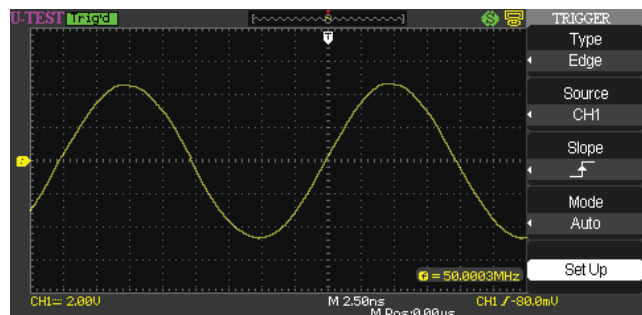 U-TEST Trig'd
TRIGGER
Type
Edge
Source
CH1
Slope
Mode
Auto
Set Up
= 50.0003MHz
CH1 2.00V M 2.50ns CH1 -80.0mV
M Pos:0.00µs